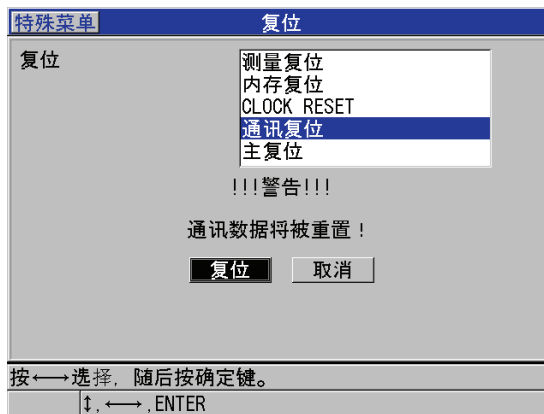 特殊菜单 复位
复位
测量复位
内存复位
CLOCK RESET
通讯复位
主复位
!!!警告!!!
通讯数据将被重置！
复位 取消
按←→选择，随后按确定键。
↕,←→,ENTER